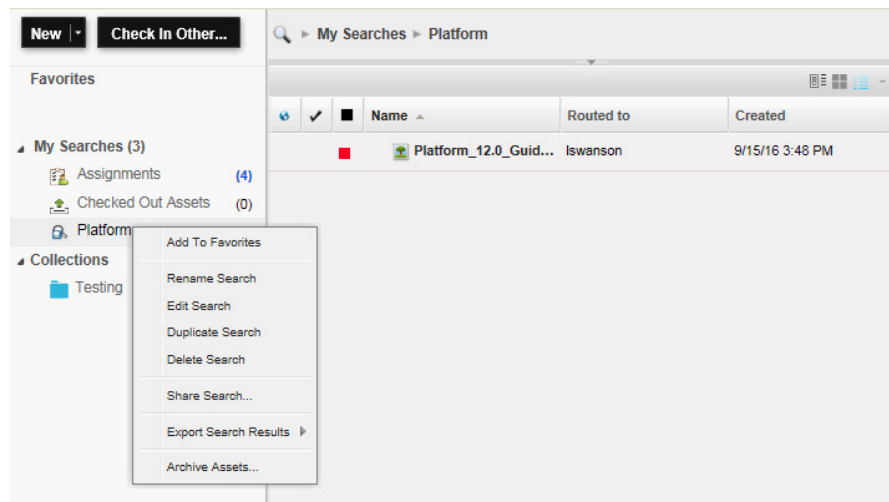 New
Check In Other...
My Searches Platform
Favorites
Name Routed to Created
My Searches (3)
Platform_12.0_Guid... lswanson 9/15/16 3:48 PM
Assignments (4)
Checked Out Assets (0)
Platform
Add To Favorites
Collections
Testing
Rename Search
Edit Search
Duplicate Search
Delete Search
Share Search...
Export Search Results
Archive Assets...